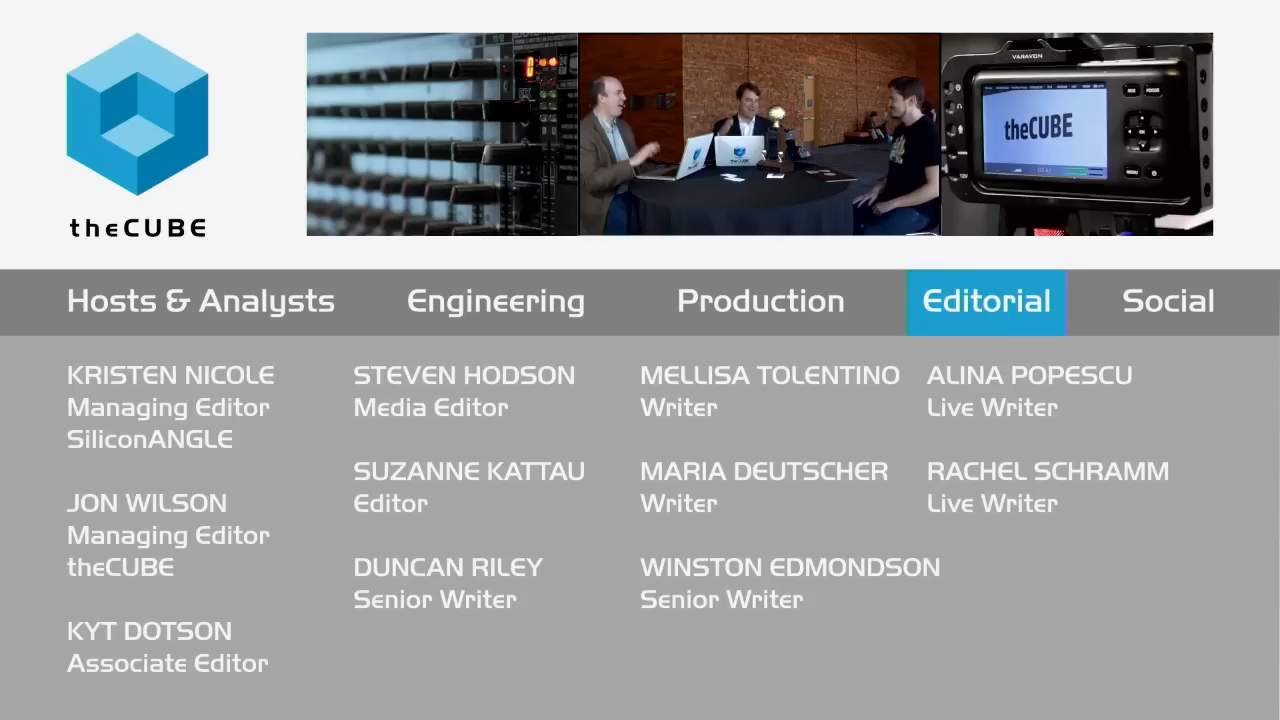 theCUBE
VARAVON
theCUBE
theCUBE
Hosts & Analysts
Engineering
Production
Editorial
Social
KRISTEN NICOLE
Managing Editor
SiliconANGLE
JON WILSON
Managing Editor
theCUBE
KYT DOTSON
Associate Editor
STEVEN HODSON
Media Editor
SUZANNE KATTAU
Editor
DUNCAN RILEY
Senior Writer
MELLISA TOLENTINO
Writer
MARIA DEUTSCHER
Writer
WINSTON EDMONDSON
Senior Writer
ALINA POPESCU
Live Writer
RACHEL SCHRAMM
Live Writer